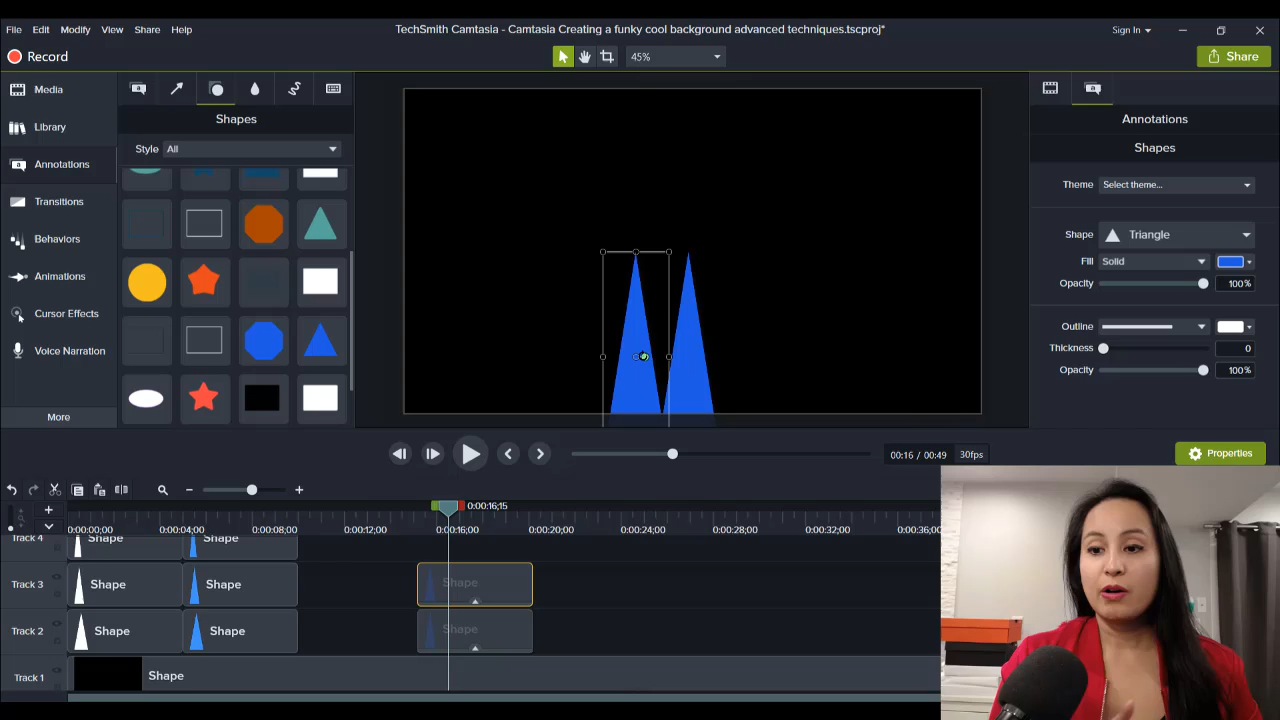 File Edit Modify View Share Help
TechSmith Camtasia - Camtasia Creating a funky cool background advanced techniques.tscproj*
Sign In
Record
45%
Share
Media
Library
Annotations
Transitions
Behaviors
Animations
Cursor Effects
Voice Narration
More
Shapes
Style All
Annotations
Shapes
Theme Select theme...
Shape Triangle
Fill Solid
Opacity 100%
Outline
Thickness 0
Opacity 100%
00:16 / 00:49 30fps
Properties
0:00:16;15
0:00:00;00 0:00:04;00 0:00:08;00 0:00:12;00 0:00:16;00 0:00:20;00 0:00:24;00 0:00:28;00 0:00:32;00 0:00:36;00
Track 4 Shape Shape
Track 3 Shape Shape Shape
Track 2 Shape Shape Shape
Track 1 Shape